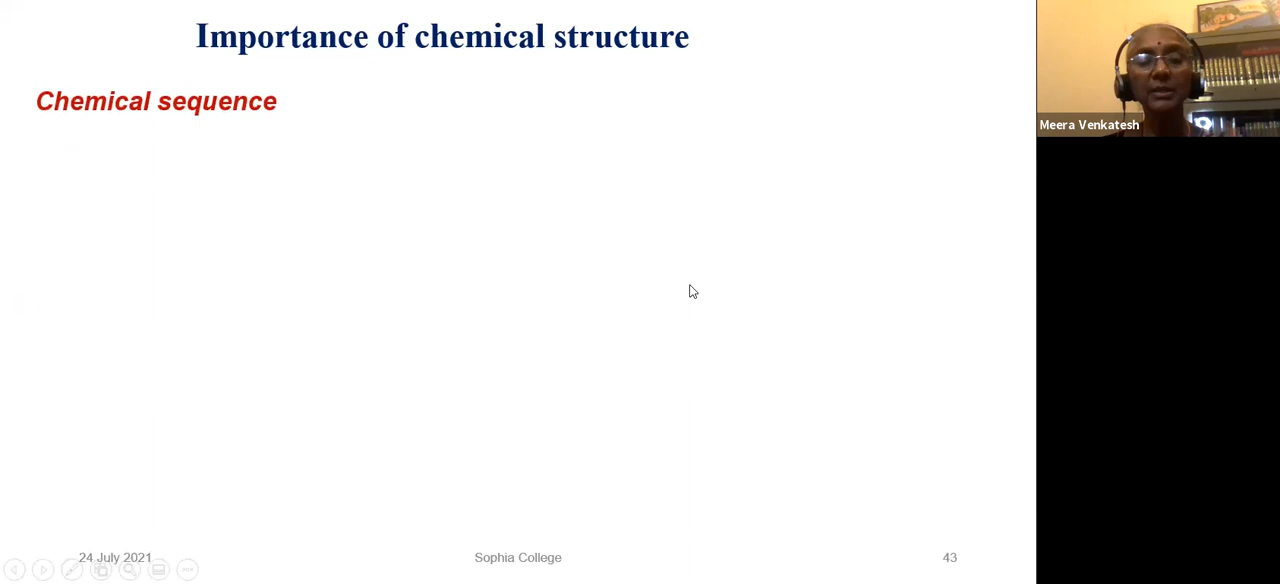 Importance of chemical structure
Chemical sequence
Meera Venkatesh
24 July 2021
Sophia College
43